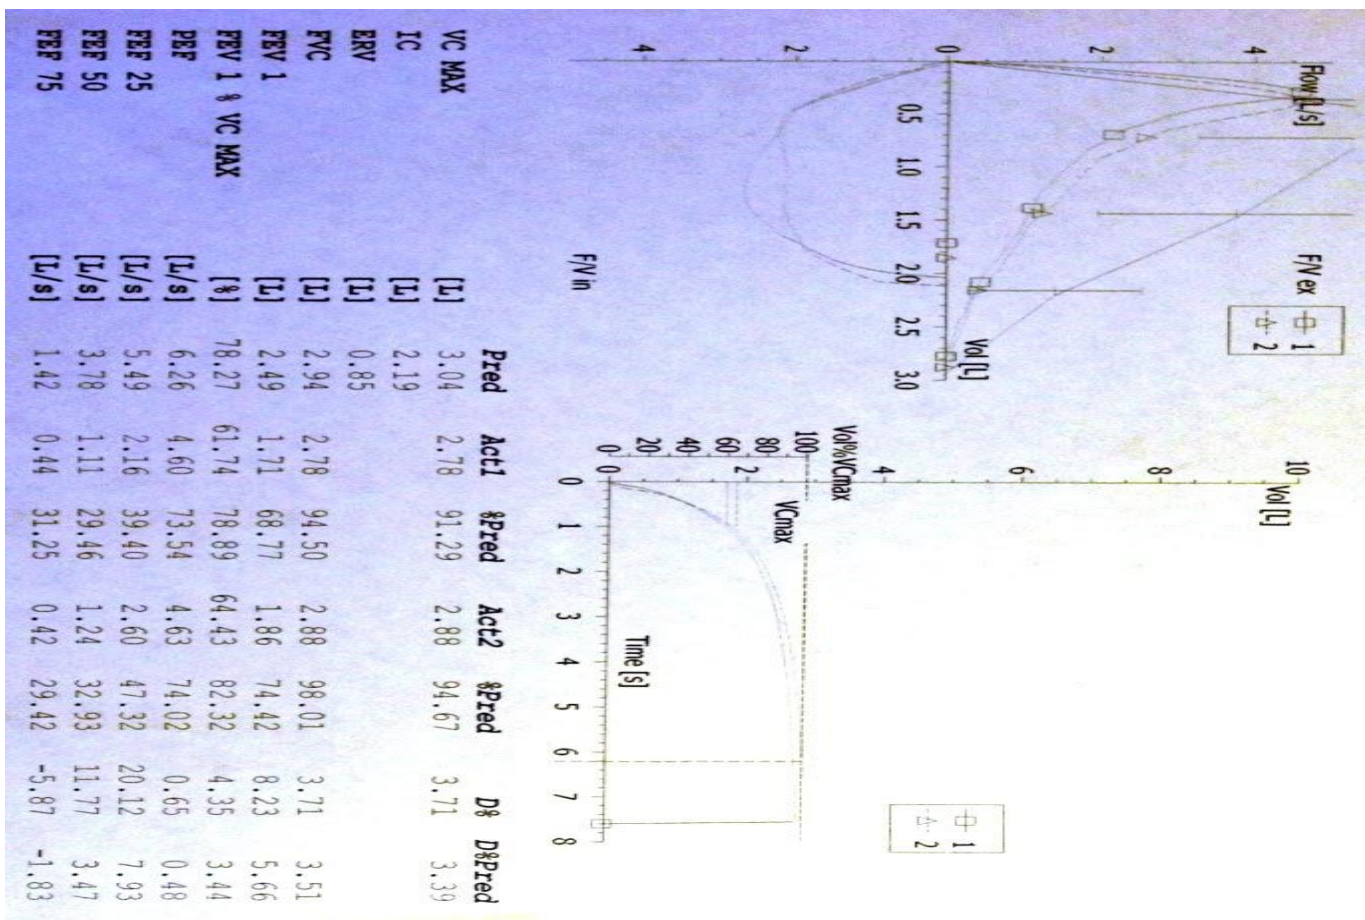 Flow [L/s]
F/V ex
1
2
4
2
0
2
4
0.5
1.0
1.5
2.0
2.5
3.0
Vol [L]
F/V in
Vol [L]
10
8
6
4
2
0
Vol%VCmax
100
80
60
40
20
0
VCmax
0 1 2 3 4 5 6 7 8
Time [s]
1
2
Pred Act1 %Pred Act2 %Pred D% D%Pred
VC MAX [L] 3.04 2.78 91.29 2.88 94.67 3.71 3.39
IC [L] 2.19
ERV [L] 0.85
FVC [L] 2.94 2.78 94.50 2.88 98.01 3.71 3.51
FEV 1 [L] 2.49 1.71 68.77 1.86 74.42 8.23 5.66
FEV 1 % VC MAX [%] 78.27 61.74 78.89 64.43 82.32 4.35 3.44
PEF [L/s] 6.26 4.60 73.54 4.63 74.02 0.65 0.48
FEF 25 [L/s] 5.49 2.16 39.40 2.60 47.32 20.12 7.93
FEF 50 [L/s] 3.78 1.11 29.46 1.24 32.93 11.77 3.47
FEF 75 [L/s] 1.42 0.44 31.25 0.42 29.42 -5.87 -1.83